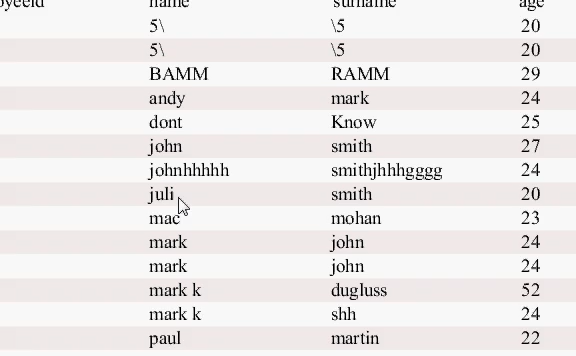 oyeeid name surname age
5\ \5 20
5\ \5 20
BAMM RAMM 29
andy mark 24
dont Know 25
john smith 27
johnhhhhh smithjhhhgggg 24
juli smith 20
mac mohan 23
mark john 24
mark john 24
mark k dugluss 52
mark k shh 24
paul martin 22